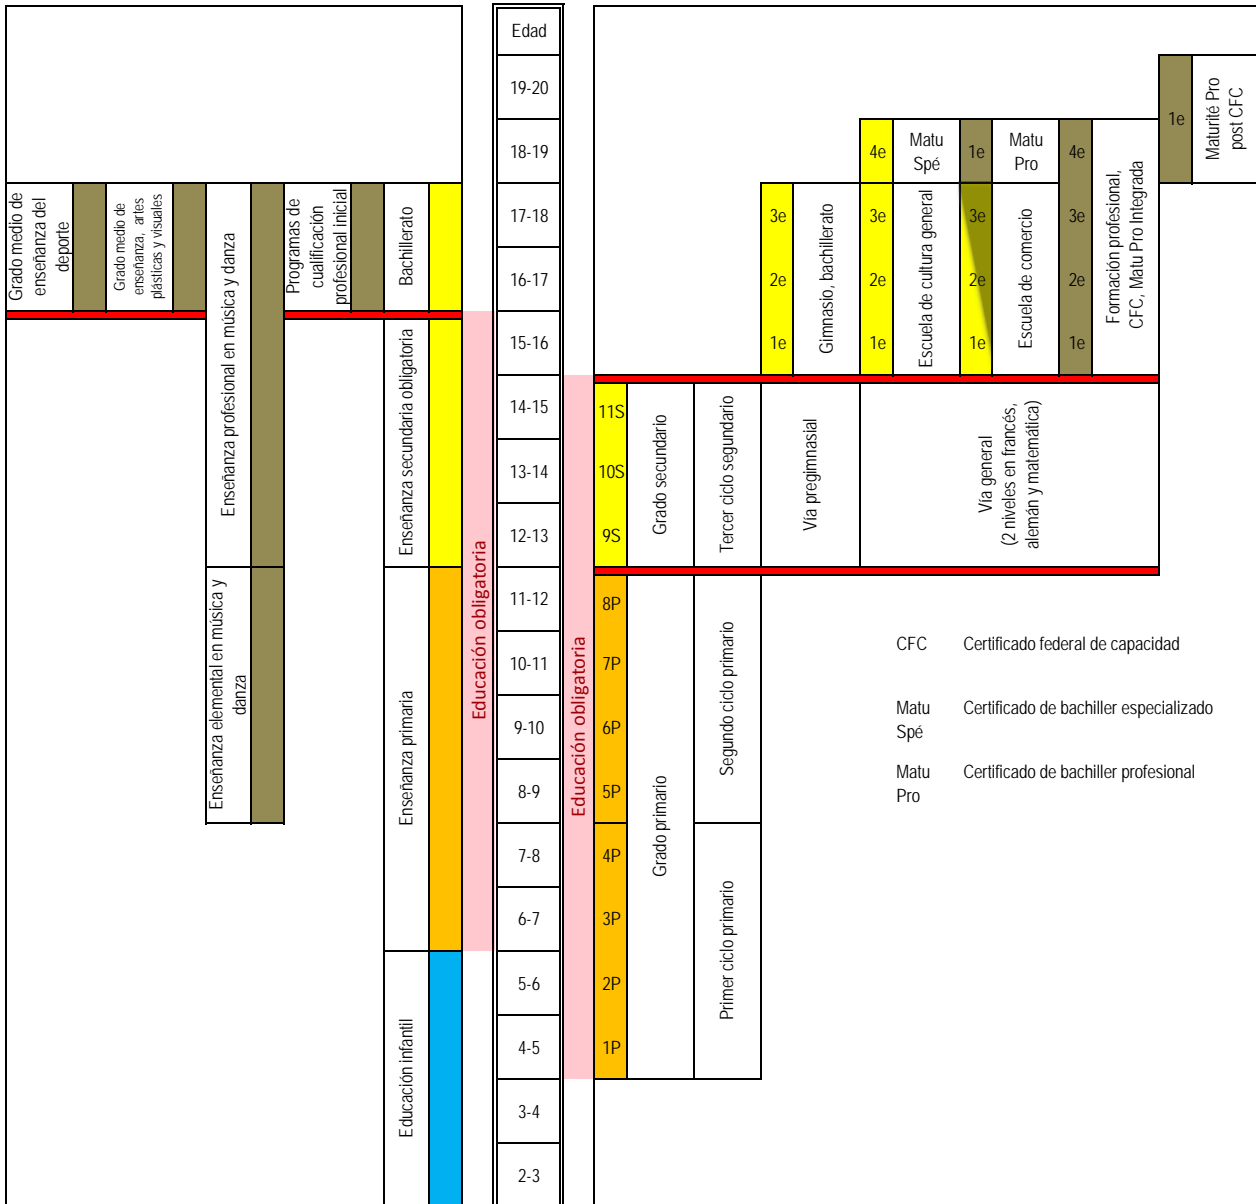 Edad
19-20
18-19
17-18
16-17
15-16
14-15
13-14
12-13
11-12
10-11
9-10
8-9
7-8
6-7
5-6
4-5
3-4
2-3
Grado medio de
enseñanza del
deporte
Grado medio de
enseñanza, artes
plásticas y visuales
Enseñanza profesional en música y danza
Enseñanza elemental en música y
danza
Programas de
cualificación
profesional inicial
Bachillerato
Enseñanza secundaria obligatoria
Enseñanza primaria
Educación infantil
Educación obligatoria
Educación obligatoria
1e
Maturité Pro
post CFC
4e
Matu
Spé
1e
Matu
Pro
4e
3e
2e
1e
Gimnasio, bachillerato
3e
2e
1e
Escuela de cultura general
3e
2e
1e
Escuela de comercio
3e
2e
1e
Formación profesional,
CFC, Matu Pro Integrada
11S
10S
9S
Grado secundario
Tercer ciclo segundario
Vía pregimnasial
Vía general
(2 niveles en francés,
alemán y matemática)
8P
7P
6P
5P
4P
3P
2P
1P
Grado primario
Segundo ciclo primario
Primer ciclo primario
CFC Certificado federal de capacidad
Matu Certificado de bachiller especializado
Spé
Matu Certificado de bachiller profesional
Pro